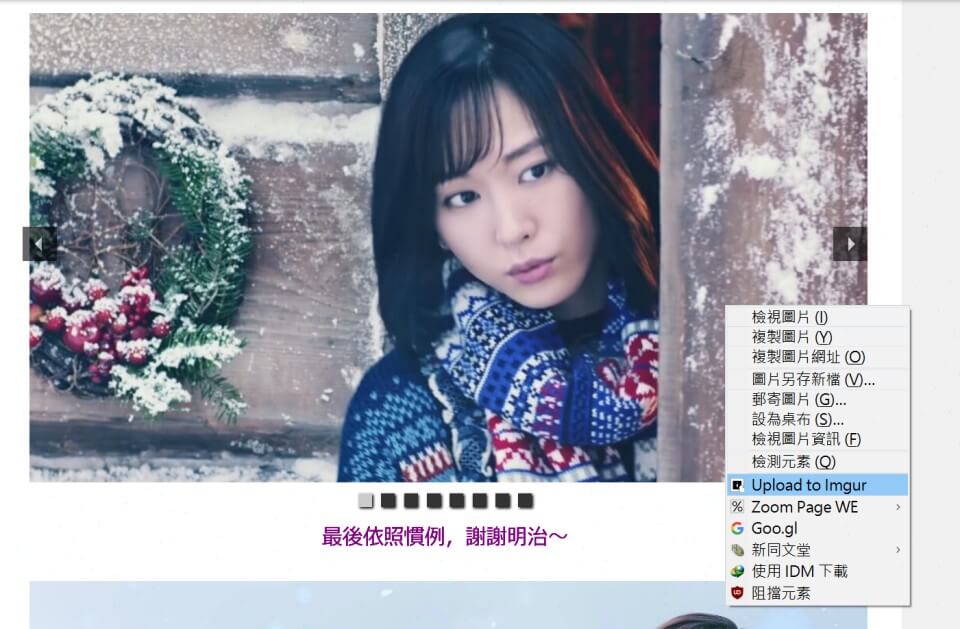 檢視圖片 (I)
複製圖片 (Y)
複製圖片網址 (O)
圖片另存新檔 (V)...
郵寄圖片 (G)...
設為桌布 (S)...
檢視圖片資訊 (F)
檢測元素 (Q)
Upload to Imgur
Zoom Page WE
Goo.gl
新同文堂
使用 IDM 下載
阻擋元素
最後依照慣例，謝謝明治～